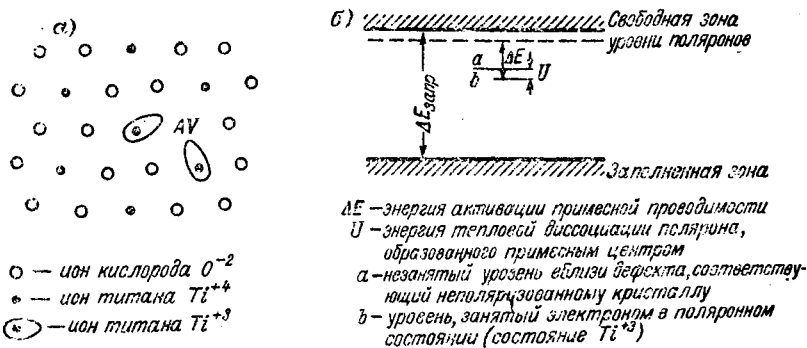 а)
AV
○ — ион кислорода O⁻²
• — ион титана Ti⁺⁴
— ион титана Ti⁺³
б)
Свободная зона
уровни поляронов
a
ΔE
b
U
ΔEзапр
Заполненная зона
ΔE – энергия активации примесной проводимости
U – энергия тепловой диссоциации полярона,
образованного примесным центром
a – незанятый уровень вблизи дефекта, соответству-
ющий неполяризованному кристаллу
b – уровень, занятый электроном в поляронном
состоянии (состояние Ti⁺³)